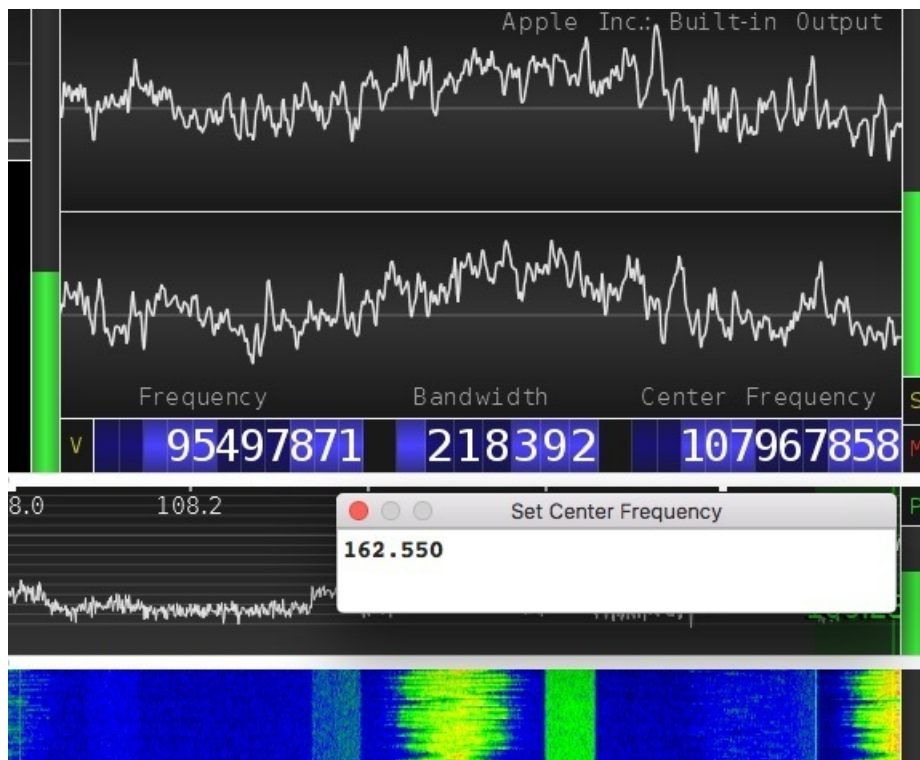 Apple Inc.: Built-in Output
Frequency Bandwidth Center Frequency
V 95497871 218392 107967858
8.0 108.2
Set Center Frequency
162.550